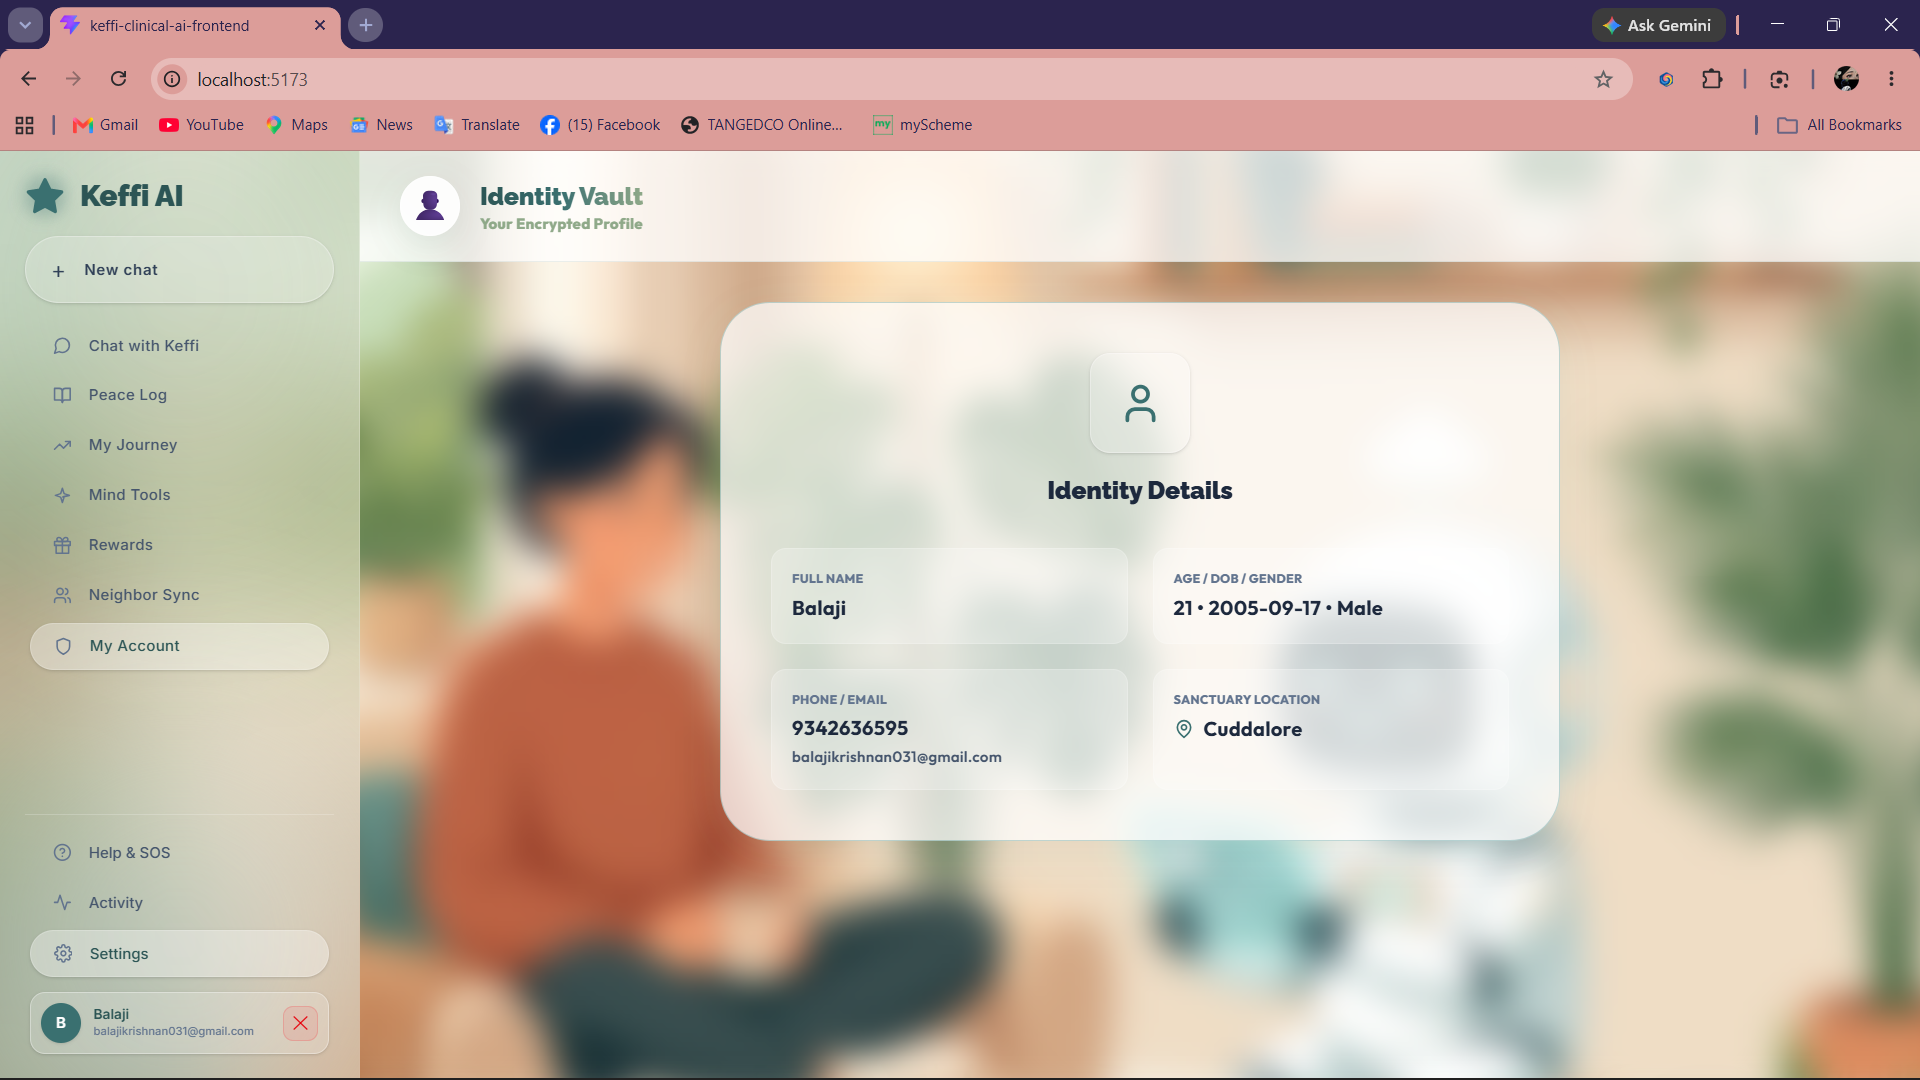 keffi-clinical-ai-frontend
Ask Gemini
localhost:5173
Gmail
YouTube
Maps
News
Translate
(15) Facebook
TANGEDCO Online...
my
myScheme
All Bookmarks
Keffi AI
+ New chat
Chat with Keffi
Peace Log
My Journey
Mind Tools
Rewards
Neighbor Sync
My Account
Help & SOS
Activity
Settings
B
Balaji
balajikrishnan031@gmail.com
Identity Vault
Your Encrypted Profile
Identity Details
FULL NAME
Balaji
AGE / DOB / GENDER
21 • 2005-09-17 • Male
PHONE / EMAIL
9342636595
balajikrishnan031@gmail.com
SANCTUARY LOCATION
Cuddalore